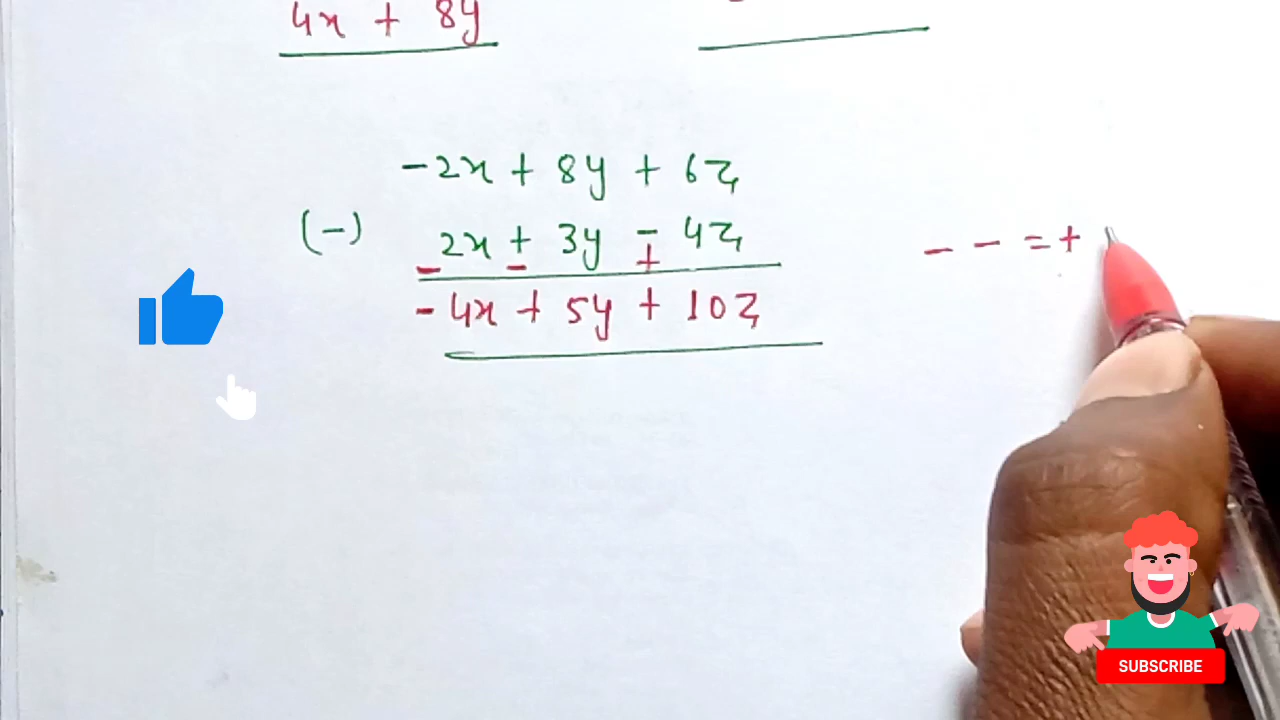 4x + 8y
-2x + 8y + 6z
(-) 2x + 3y - 4z
- - +
-4x + 5y + 10z
- - = +
SUBSCRIBE